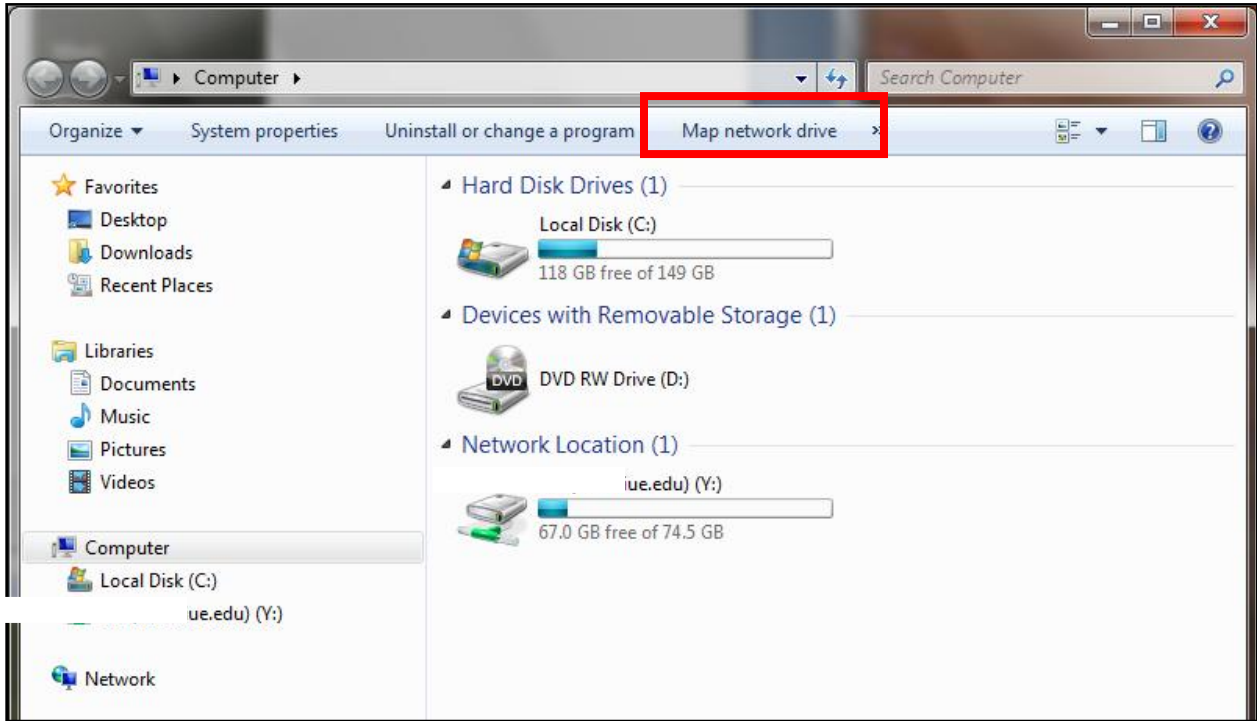 Computer
Search Computer
Organize System properties Uninstall or change a program Map network drive »
Favorites
Desktop
Downloads
Recent Places
Libraries
Documents
Music
Pictures
Videos
Computer
Local Disk (C:)
ue.edu) (Y:)
Network
Hard Disk Drives (1)
Local Disk (C:)
118 GB free of 149 GB
Devices with Removable Storage (1)
DVD
DVD RW Drive (D:)
Network Location (1)
iue.edu) (Y:)
67.0 GB free of 74.5 GB